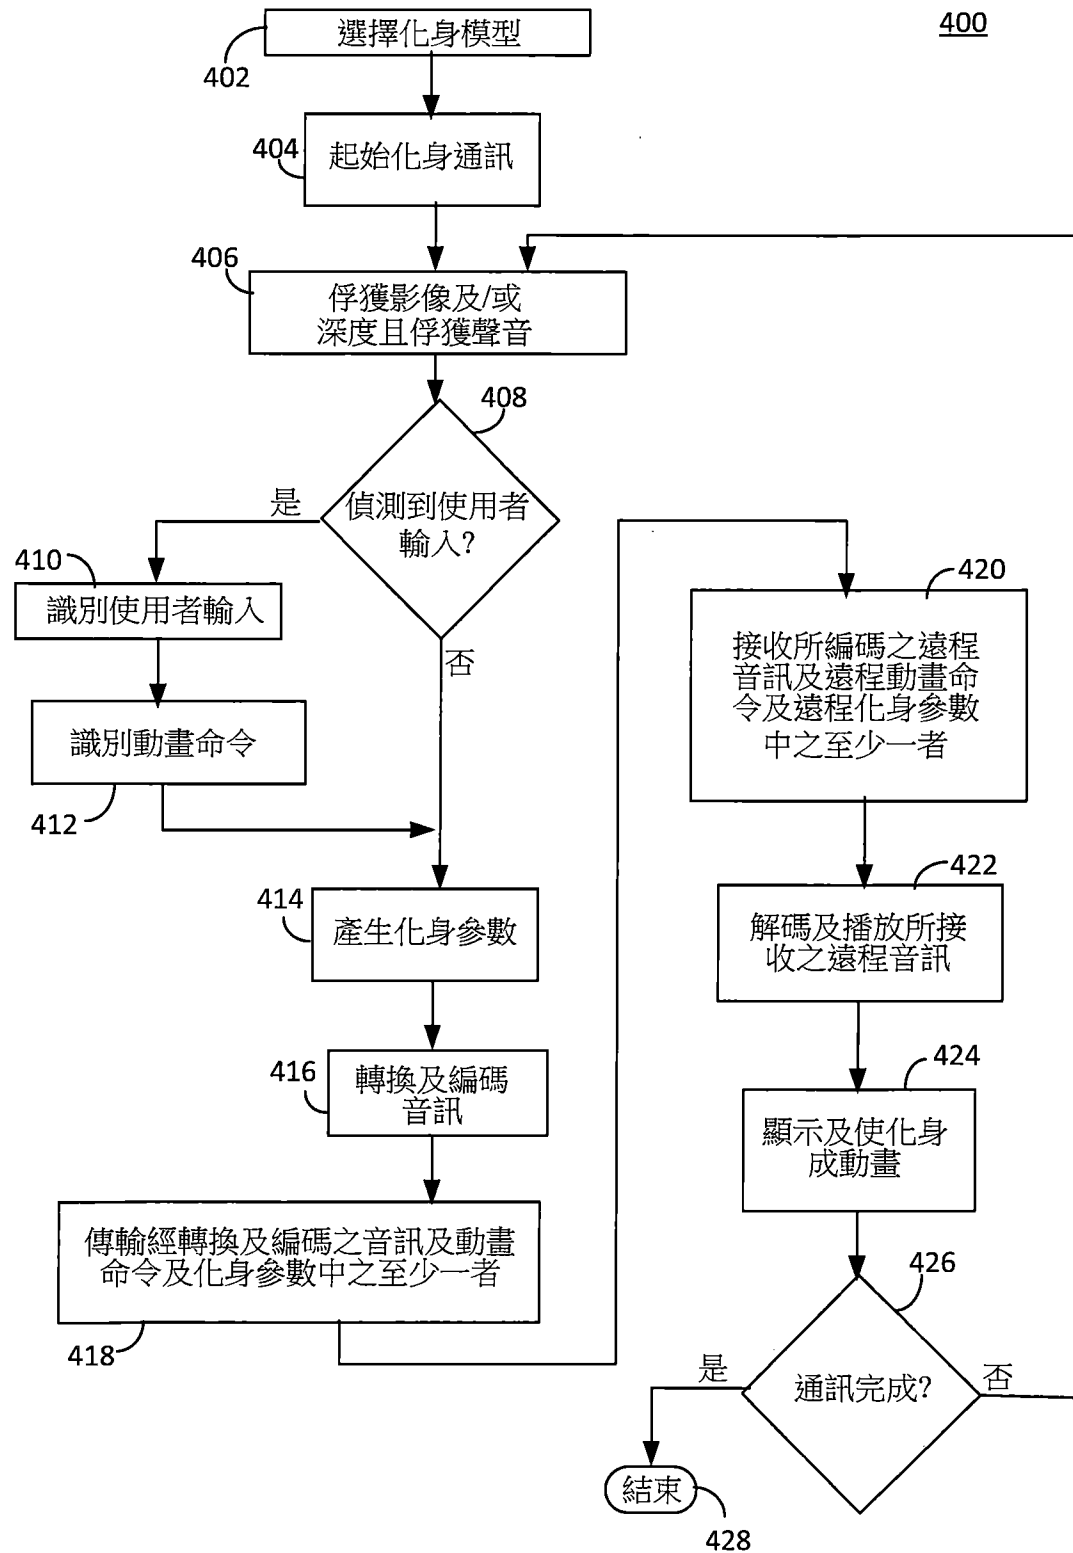 400
選擇化身模型
402
起始化身通訊
404
406
俘獲影像及/或
深度且俘獲聲音
408
偵測到使用者
輸入?
是
否
410
識別使用者輸入
識別動畫命令
412
414
產生化身參數
416
轉換及編碼
音訊
傳輸經轉換及編碼之音訊及動畫
命令及化身參數中之至少一者
418
420
接收所編碼之遠程
音訊及遠程動畫命
令及遠程化身參數
中之至少一者
422
解碼及播放所接
收之遠程音訊
424
顯示及使化身
成動畫
426
通訊完成?
是
否
結束
428